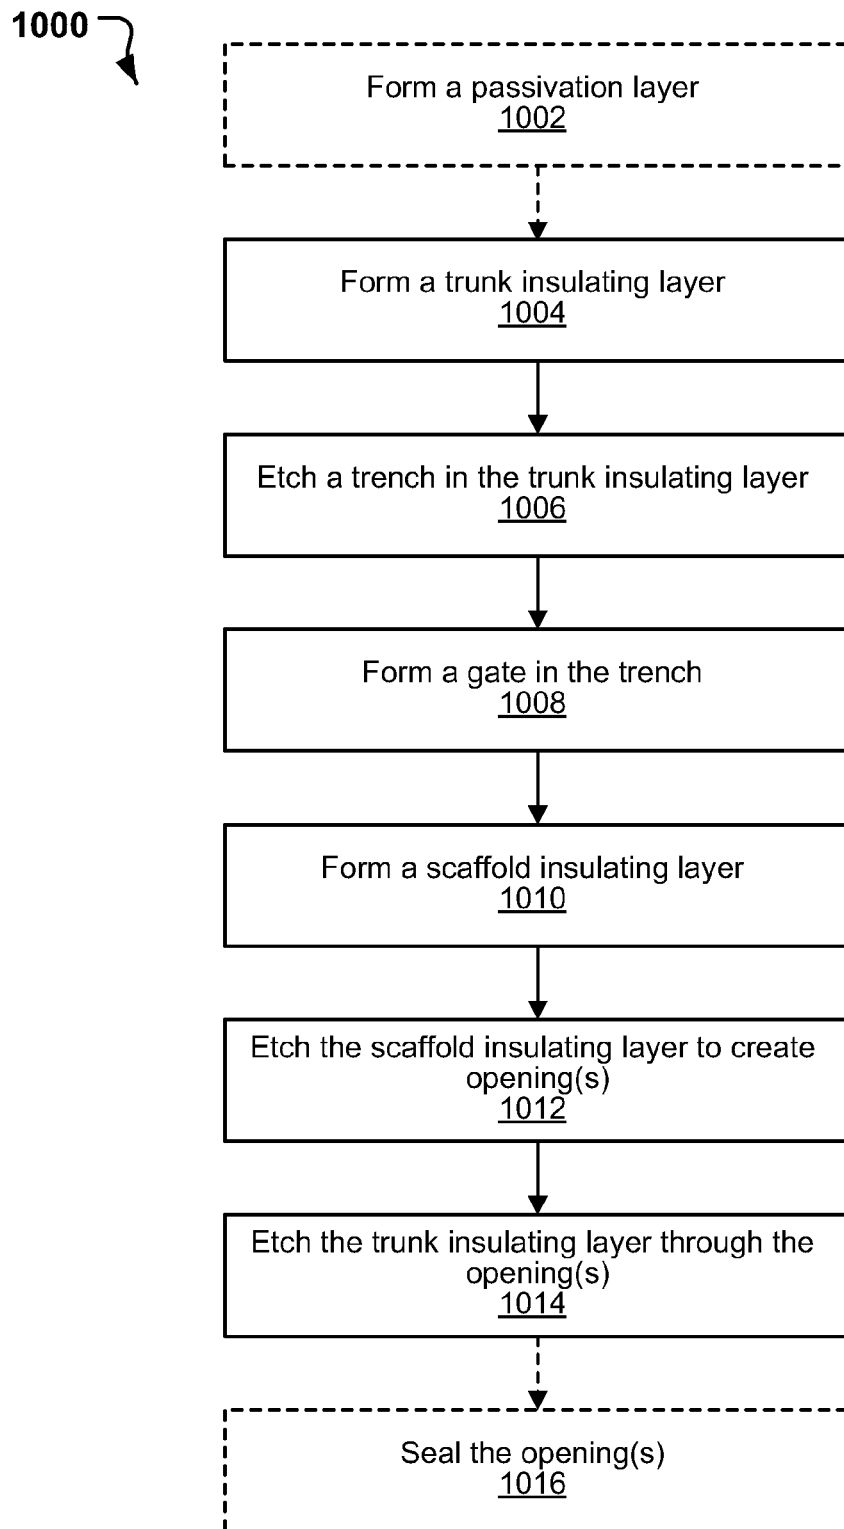 1000
Form a passivation layer
1002
Form a trunk insulating layer
1004
Etch a trench in the trunk insulating layer
1006
Form a gate in the trench
1008
Form a scaffold insulating layer
1010
Etch the scaffold insulating layer to create
opening(s)
1012
Etch the trunk insulating layer through the
opening(s)
1014
Seal the opening(s)
1016